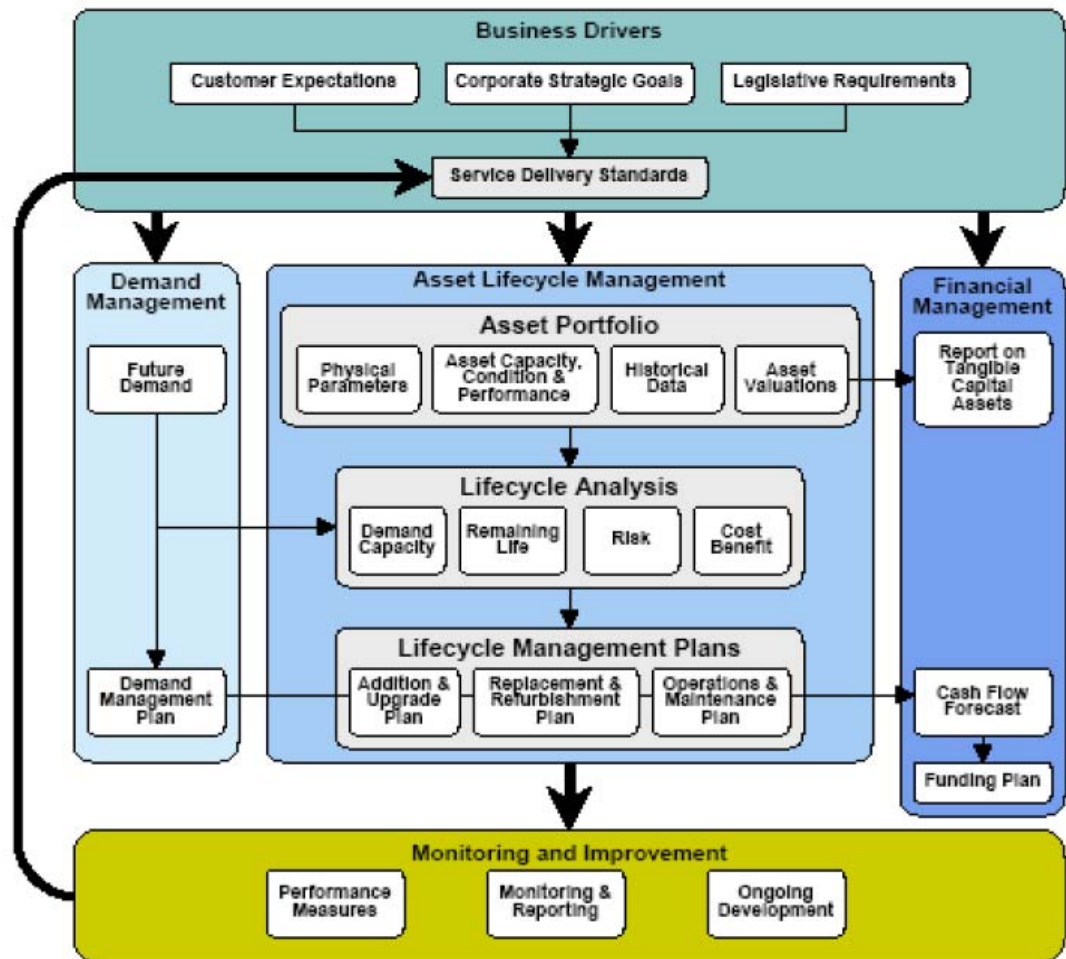 Business Drivers
Customer Expectations
Corporate Strategic Goals
Legislative Requirements
Service Delivery Standards
Demand
Management
Future
Demand
Demand
Management
Plan
Asset Lifecycle Management
Asset Portfolio
Physical
Parameters
Asset Capacity,
Condition &
Performance
Historical
Data
Asset
Valuations
Lifecycle Analysis
Demand
Capacity
Remaining
Life
Risk
Cost
Benefit
Lifecycle Management Plans
Addition &
Upgrade
Plan
Replacement &
Refurbishment
Plan
Operations &
Maintenance
Plan
Financial
Management
Report on
Tangible
Capital
Assets
Cash Flow
Forecast
Funding Plan
Monitoring and Improvement
Performance
Measures
Monitoring &
Reporting
Ongoing
Development